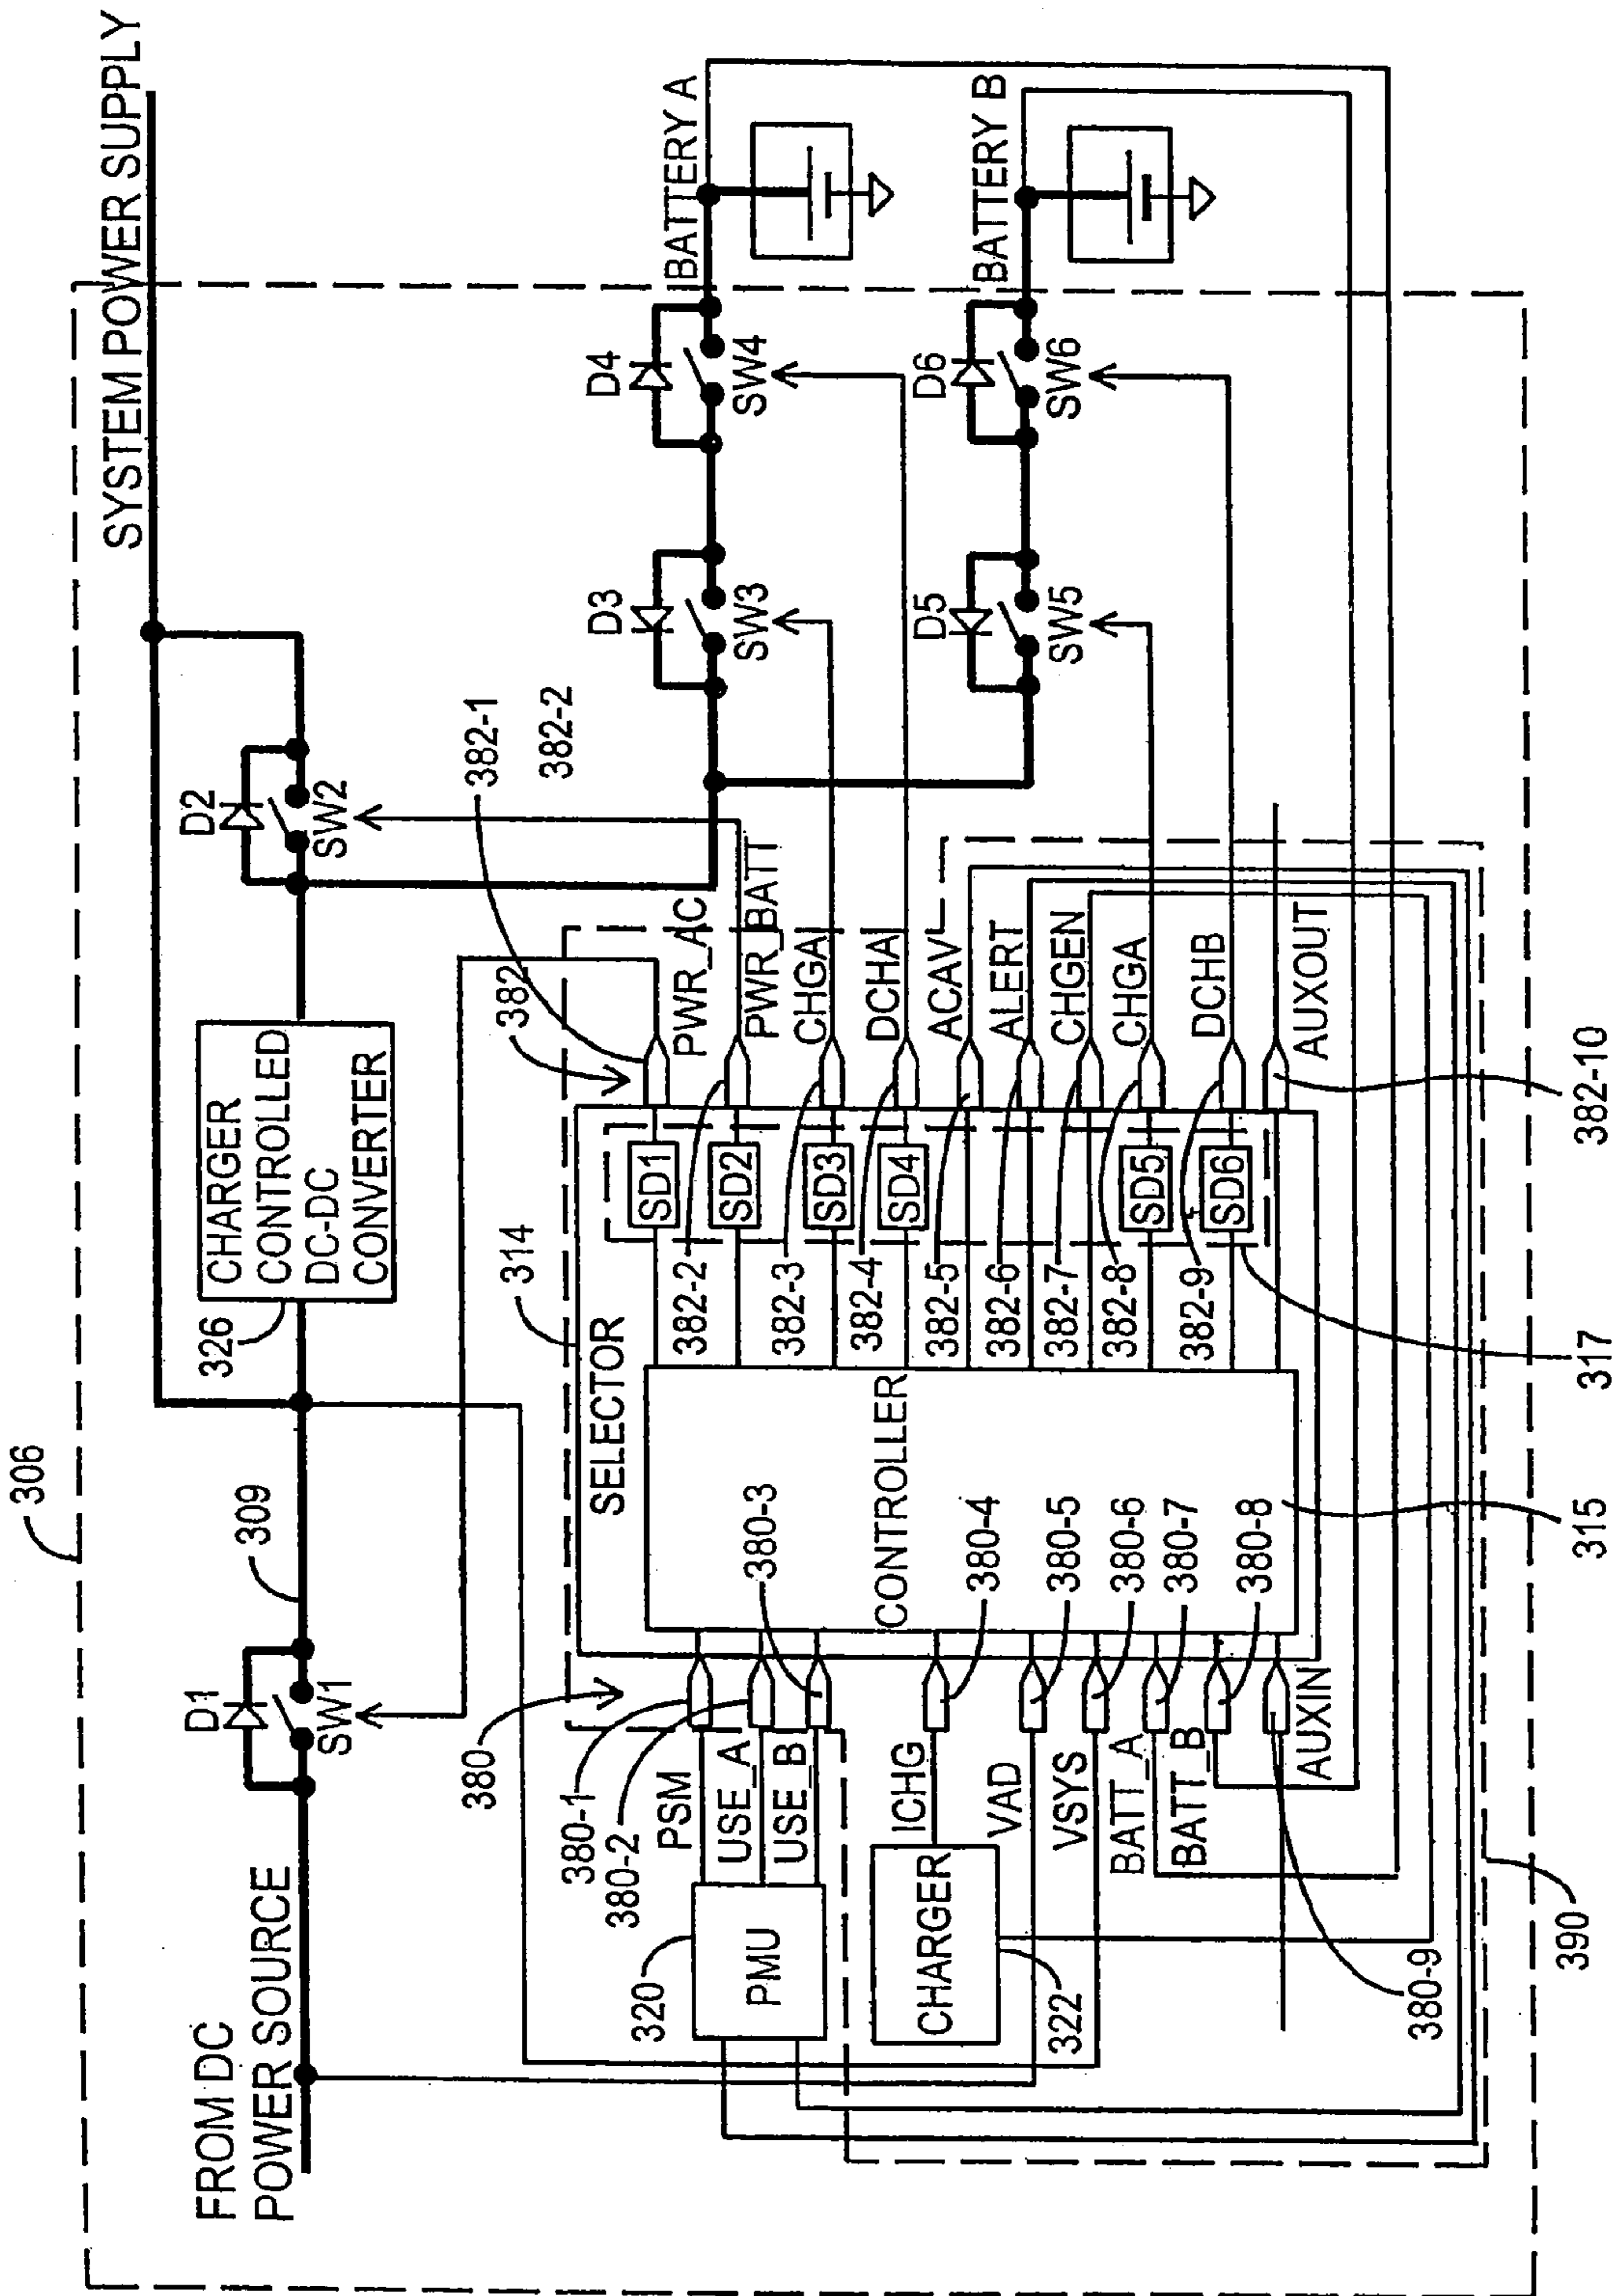 306
FROM DC
POWER SOURCE
D1
SW1
309
326
CHARGER
CONTROLLED
DC-DC
CONVERTER
D2
SW2
SYSTEM POWER SUPPLY
380
380-1
380-2
PSM
USE_A
USE_B
320
PMU
380-3
SELECTOR
314
CONTROLLER
SD1
SD2
SD3
SD4
SD5
SD6
382
382-1
382-2
PWR_AC
PWR_BATT
CHGA
DCHA
ACAV
ALERT
CHGEN
CHGA
DCHB
AUXOUT
382-2
382-3
382-4
382-5
382-6
382-7
382-8
382-9
382-10
317
315
ICHG
VAD
VSYS
BATT_A
BATT_B
AUXIN
380-4
380-5
380-6
380-7
380-8
380-9
CHARGER
322
390
D3
SW3
D4
SW4
BATTERY A
D5
SW5
D6
SW6
BATTERY B